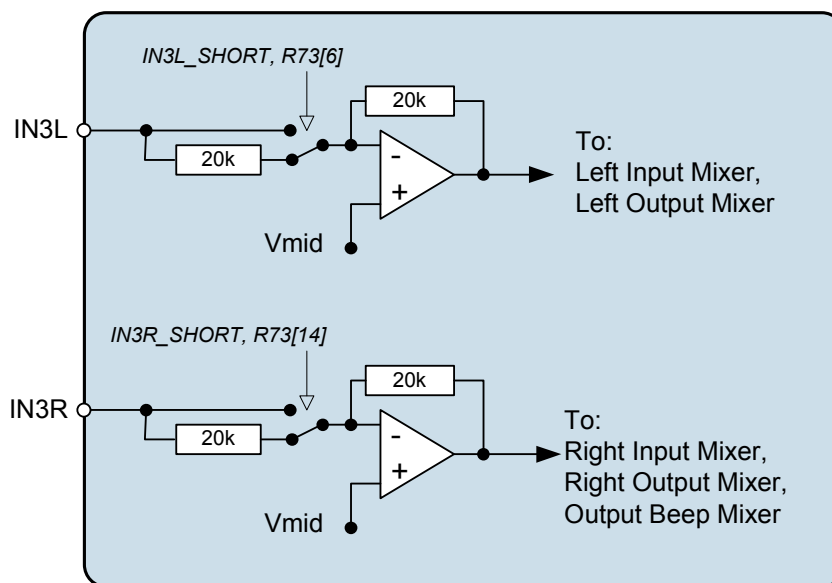 IN3L_SHORT, R73[6]
20k
IN3L
20k
-
+
Vmid
To:
Left Input Mixer,
Left Output Mixer
IN3R_SHORT, R73[14]
20k
IN3R
20k
-
+
Vmid
To:
Right Input Mixer,
Right Output Mixer,
Output Beep Mixer